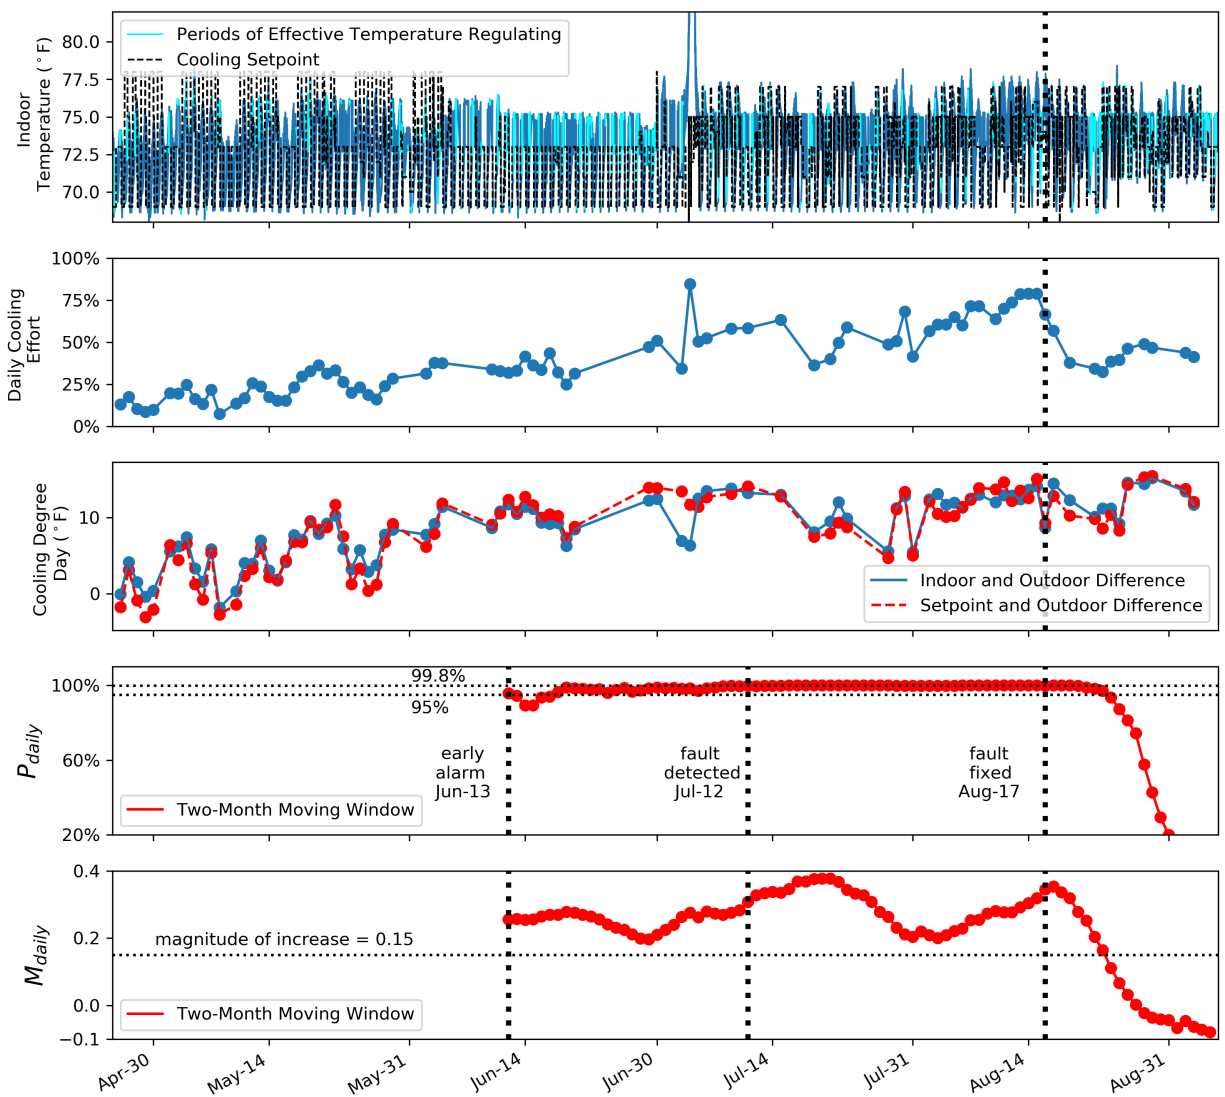 Indoor
Temperature (°F)
80.0
77.5
75.0
72.5
70.0
Periods of Effective Temperature Regulating
Cooling Setpoint
Daily Cooling
Effort
100%
75%
50%
25%
0%
Cooling Degree
Day (°F)
10
0
Indoor and Outdoor Difference
Setpoint and Outdoor Difference
P_daily
100%
60%
20%
99.8%
95%
early
alarm
Jun-13
fault
detected
Jul-12
fault
fixed
Aug-17
Two-Month Moving Window
M_daily
0.4
0.2
0.0
−0.1
magnitude of increase = 0.15
Two-Month Moving Window
Apr-30
May-14
May-31
Jun-14
Jun-30
Jul-14
Jul-31
Aug-14
Aug-31